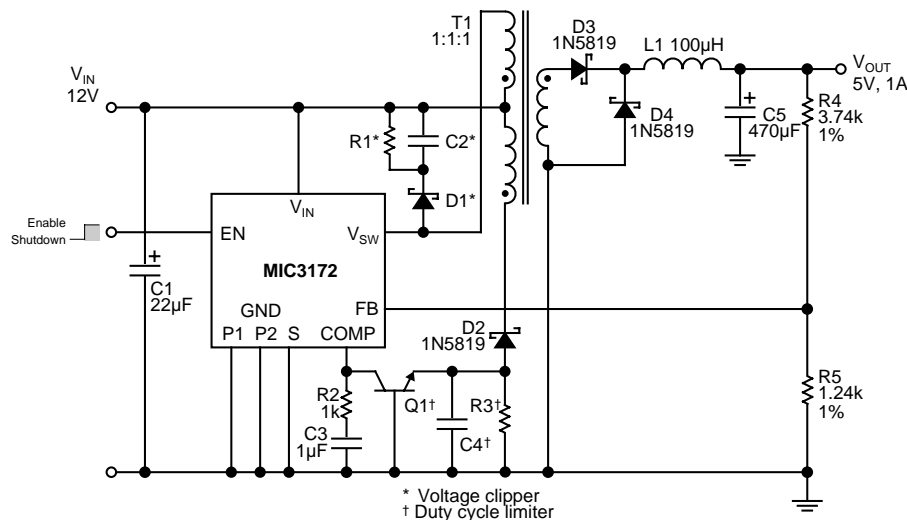 T1
1:1:1
D3
1N5819
L1 100µH
VIN
12V
VOUT
5V, 1A
R4
3.74k
1%
C5
470µF
D4
1N5819
R1*
C2*
D1*
VIN
Enable
Shutdown
EN
VSW
MIC3172
C1
22µF
GND
FB
P1 P2 S COMP
D2
1N5819
R5
1.24k
1%
R2
1k
Q1†
R3†
C3
1µF
C4†
* Voltage clipper
† Duty cycle limiter